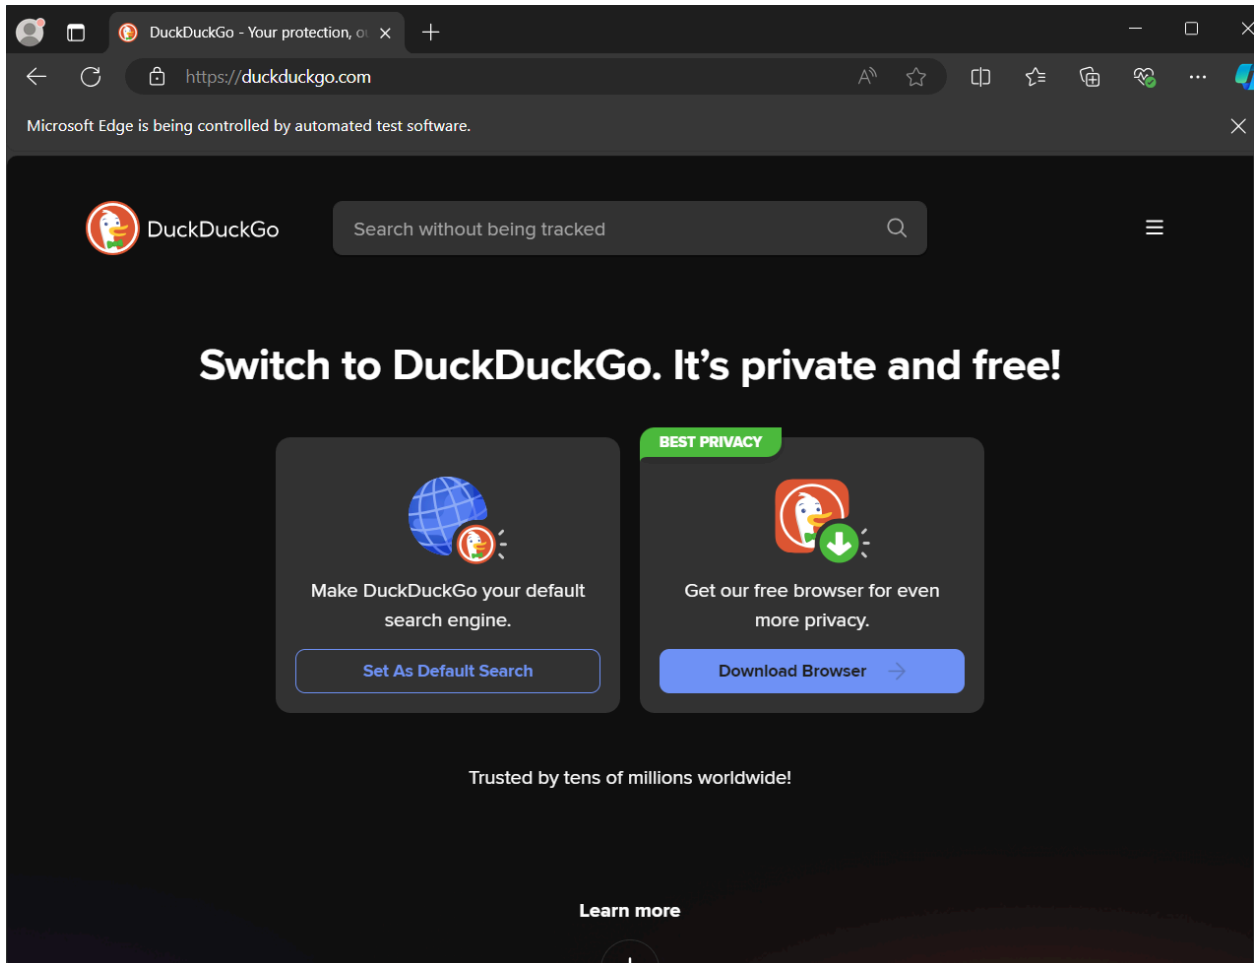 DuckDuckGo - Your protection, ou
https://duckduckgo.com
Microsoft Edge is being controlled by automated test software.
DuckDuckGo
Search without being tracked
Switch to DuckDuckGo. It’s private and free!
Make DuckDuckGo your default
search engine.
Set As Default Search
BEST PRIVACY
Get our free browser for even
more privacy.
Download Browser
Trusted by tens of millions worldwide!
Learn more